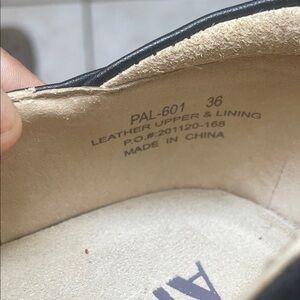 PAL-601 36
LEATHER UPPER & LINING
P.O.#:201120-168
MADE IN CHINA